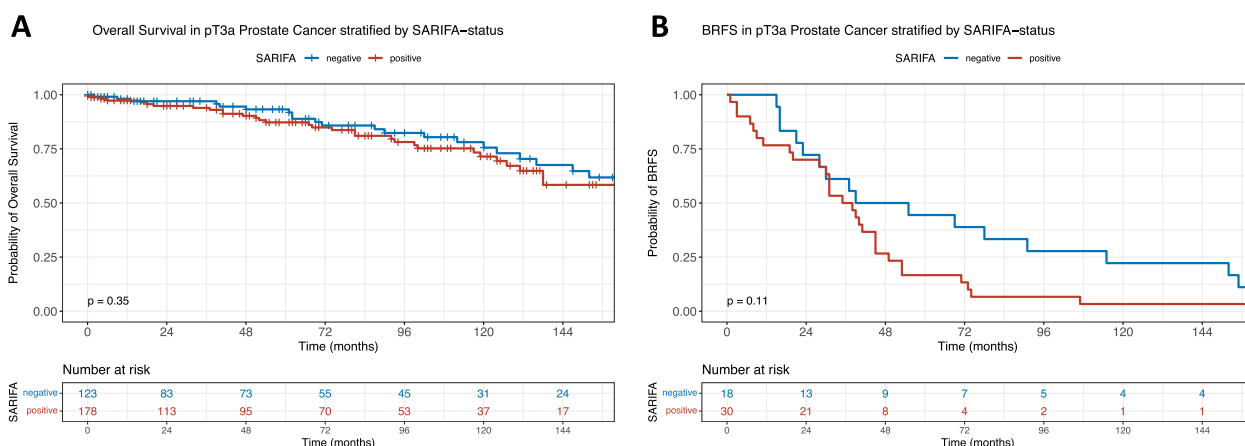 A
Overall Survival in pT3a Prostate Cancer stratified by SARIFA−status
SARIFA negative positive
Probability of Overall Survival
1.00
0.75
0.50
0.25
0.00
p = 0.35
0 24 48 72 96 120 144
Time (months)
Number at risk
SARIFA
negative 123 83 73 55 45 31 24
positive 178 113 95 70 53 37 17
0 24 48 72 96 120 144
Time (months)
B
BRFS in pT3a Prostate Cancer stratified by SARIFA−status
SARIFA negative positive
Probability of BRFS
1.00
0.75
0.50
0.25
0.00
p = 0.11
0 24 48 72 96 120 144
Time (months)
Number at risk
SARIFA
negative 18 13 9 7 5 4 4
positive 30 21 8 4 2 1 1
0 24 48 72 96 120 144
Time (months)